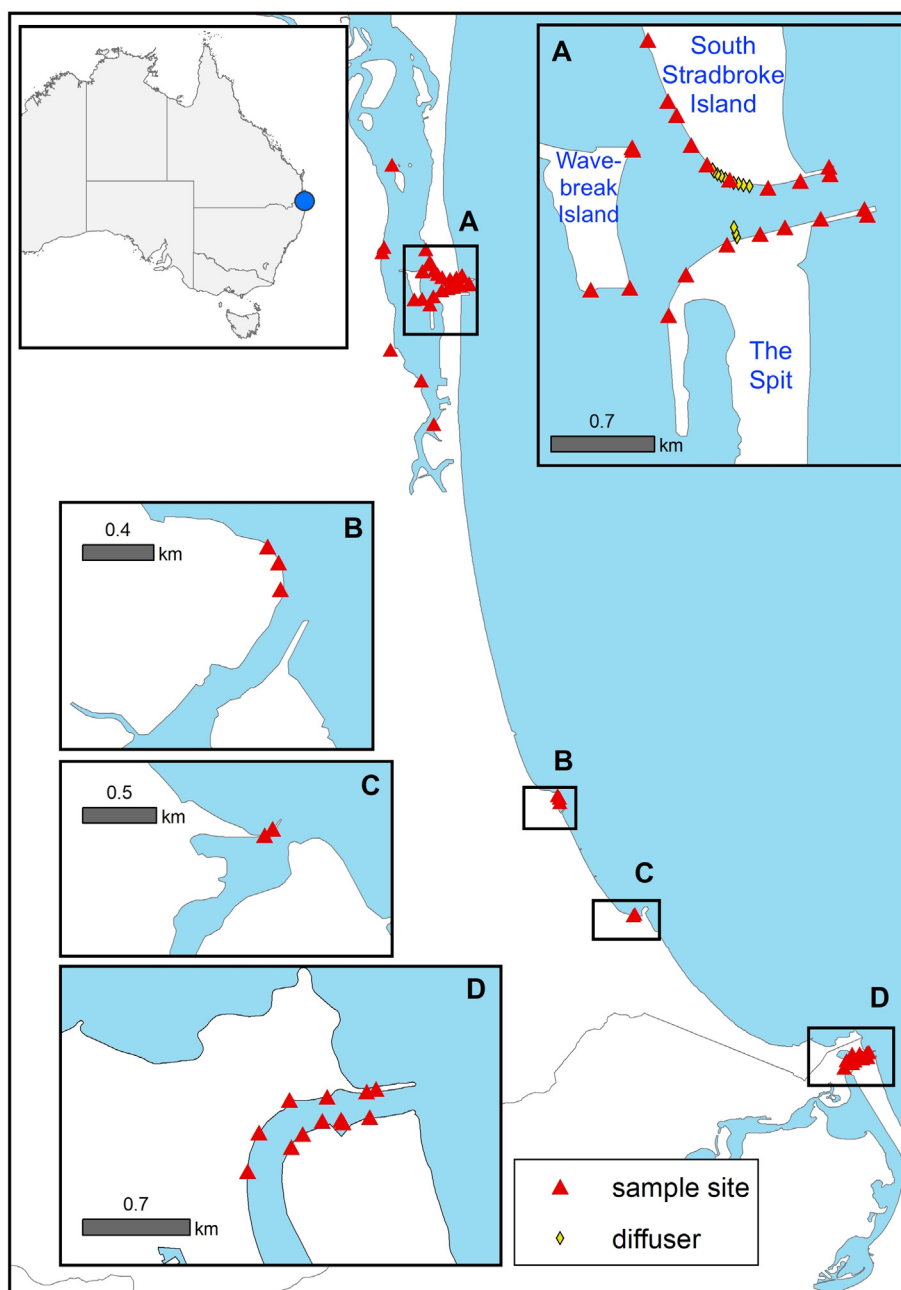 A
South
Stradbroke
Island
Wave-
break
Island
The
Spit
0.7
km
A
B
0.4
km
C
0.5
km
D
0.7
km
B
C
D
sample site
diffuser